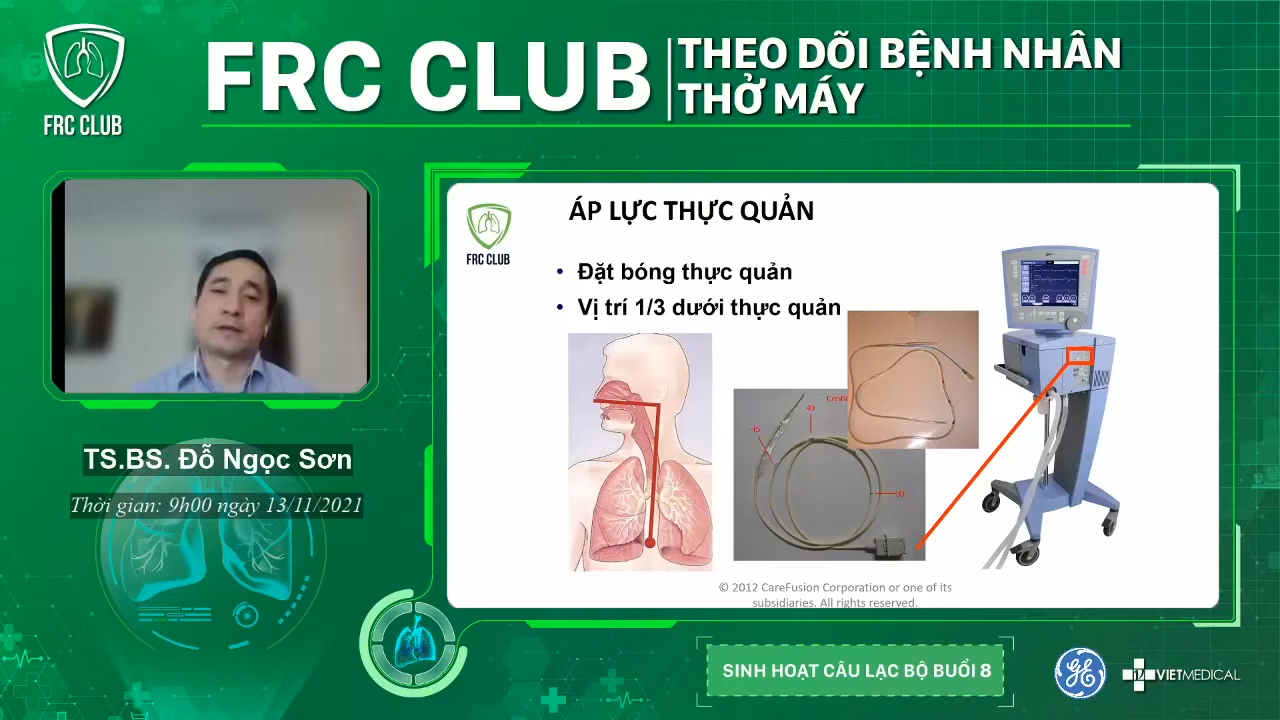 FRC CLUB
FRC CLUB
THEO DÕI BỆNH NHÂN
THỞ MÁY
ÁP LỰC THỰC QUẢN
FRC CLUB
• Đặt bóng thực quản
• Vị trí 1/3 dưới thực quản
40
45
30
© 2012 CareFusion Corporation or one of its
subsidiaries. All rights reserved.
TS.BS. Đỗ Ngọc Sơn
Thời gian: 9h00 ngày 13/11/2021
SINH HOẠT CÂU LẠC BỘ BUỔI 8
VIETMEDICAL